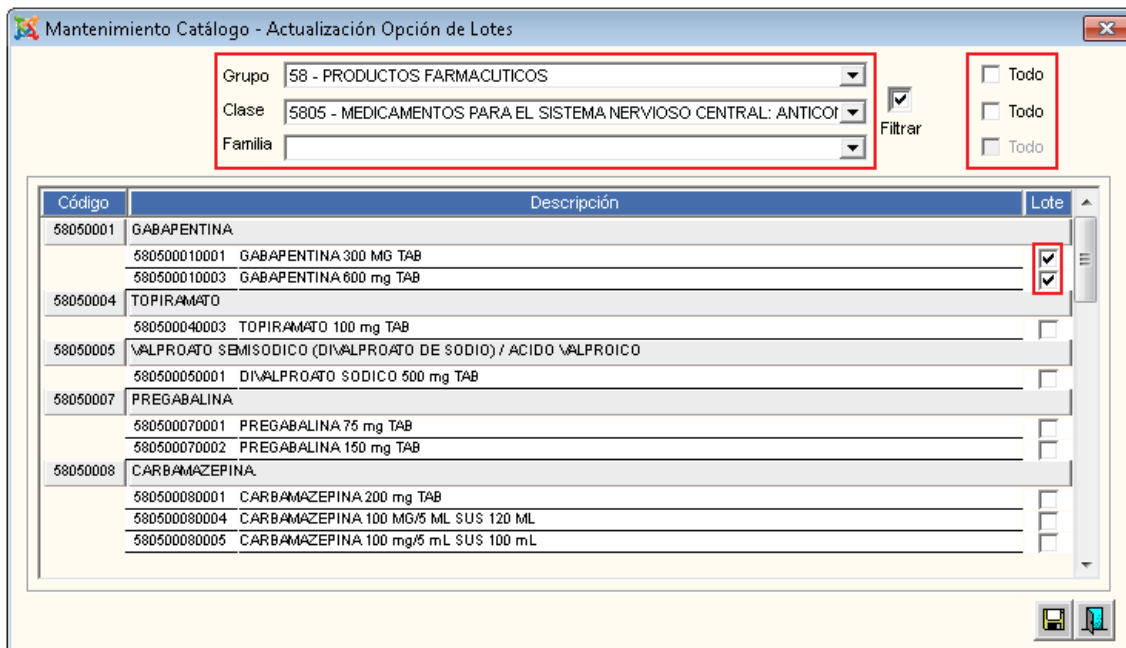 Mantenimiento Catálogo - Actualización Opción de Lotes
Grupo 58 - PRODUCTOS FARMACUTICOS Todo
Clase 5805 - MEDICAMENTOS PARA EL SISTEMA NERVIOSO CENTRAL: Todo
Filtrar
Familia Todo
Código Descripción Lote
58050001 GABAPENTINA
580500010001 GABAPENTINA 300 MG TAB
580500010003 GABAPENTINA 600 mg TAB
58050004 TOPIRAMATO
580500040003 TOPIRAMATO 100 mg TAB
58050005 VALPROATO SEMISODICO (DIVALPROATO DE SODIO) / ACIDO VALPROICO
580500050001 DIVALPROATO SODICO 500 mg TAB
58050007 PREGABALINA
580500070001 PREGABALINA 75 mg TAB
580500070002 PREGABALINA 150 mg TAB
58050008 CARBAMAZEPINA
580500080001 CARBAMAZEPINA 200 mg TAB
580500080004 CARBAMAZEPINA 100 MG/5 ML SUS 120 ML
580500080005 CARBAMAZEPINA 100 mg/5 mL SUS 100 mL